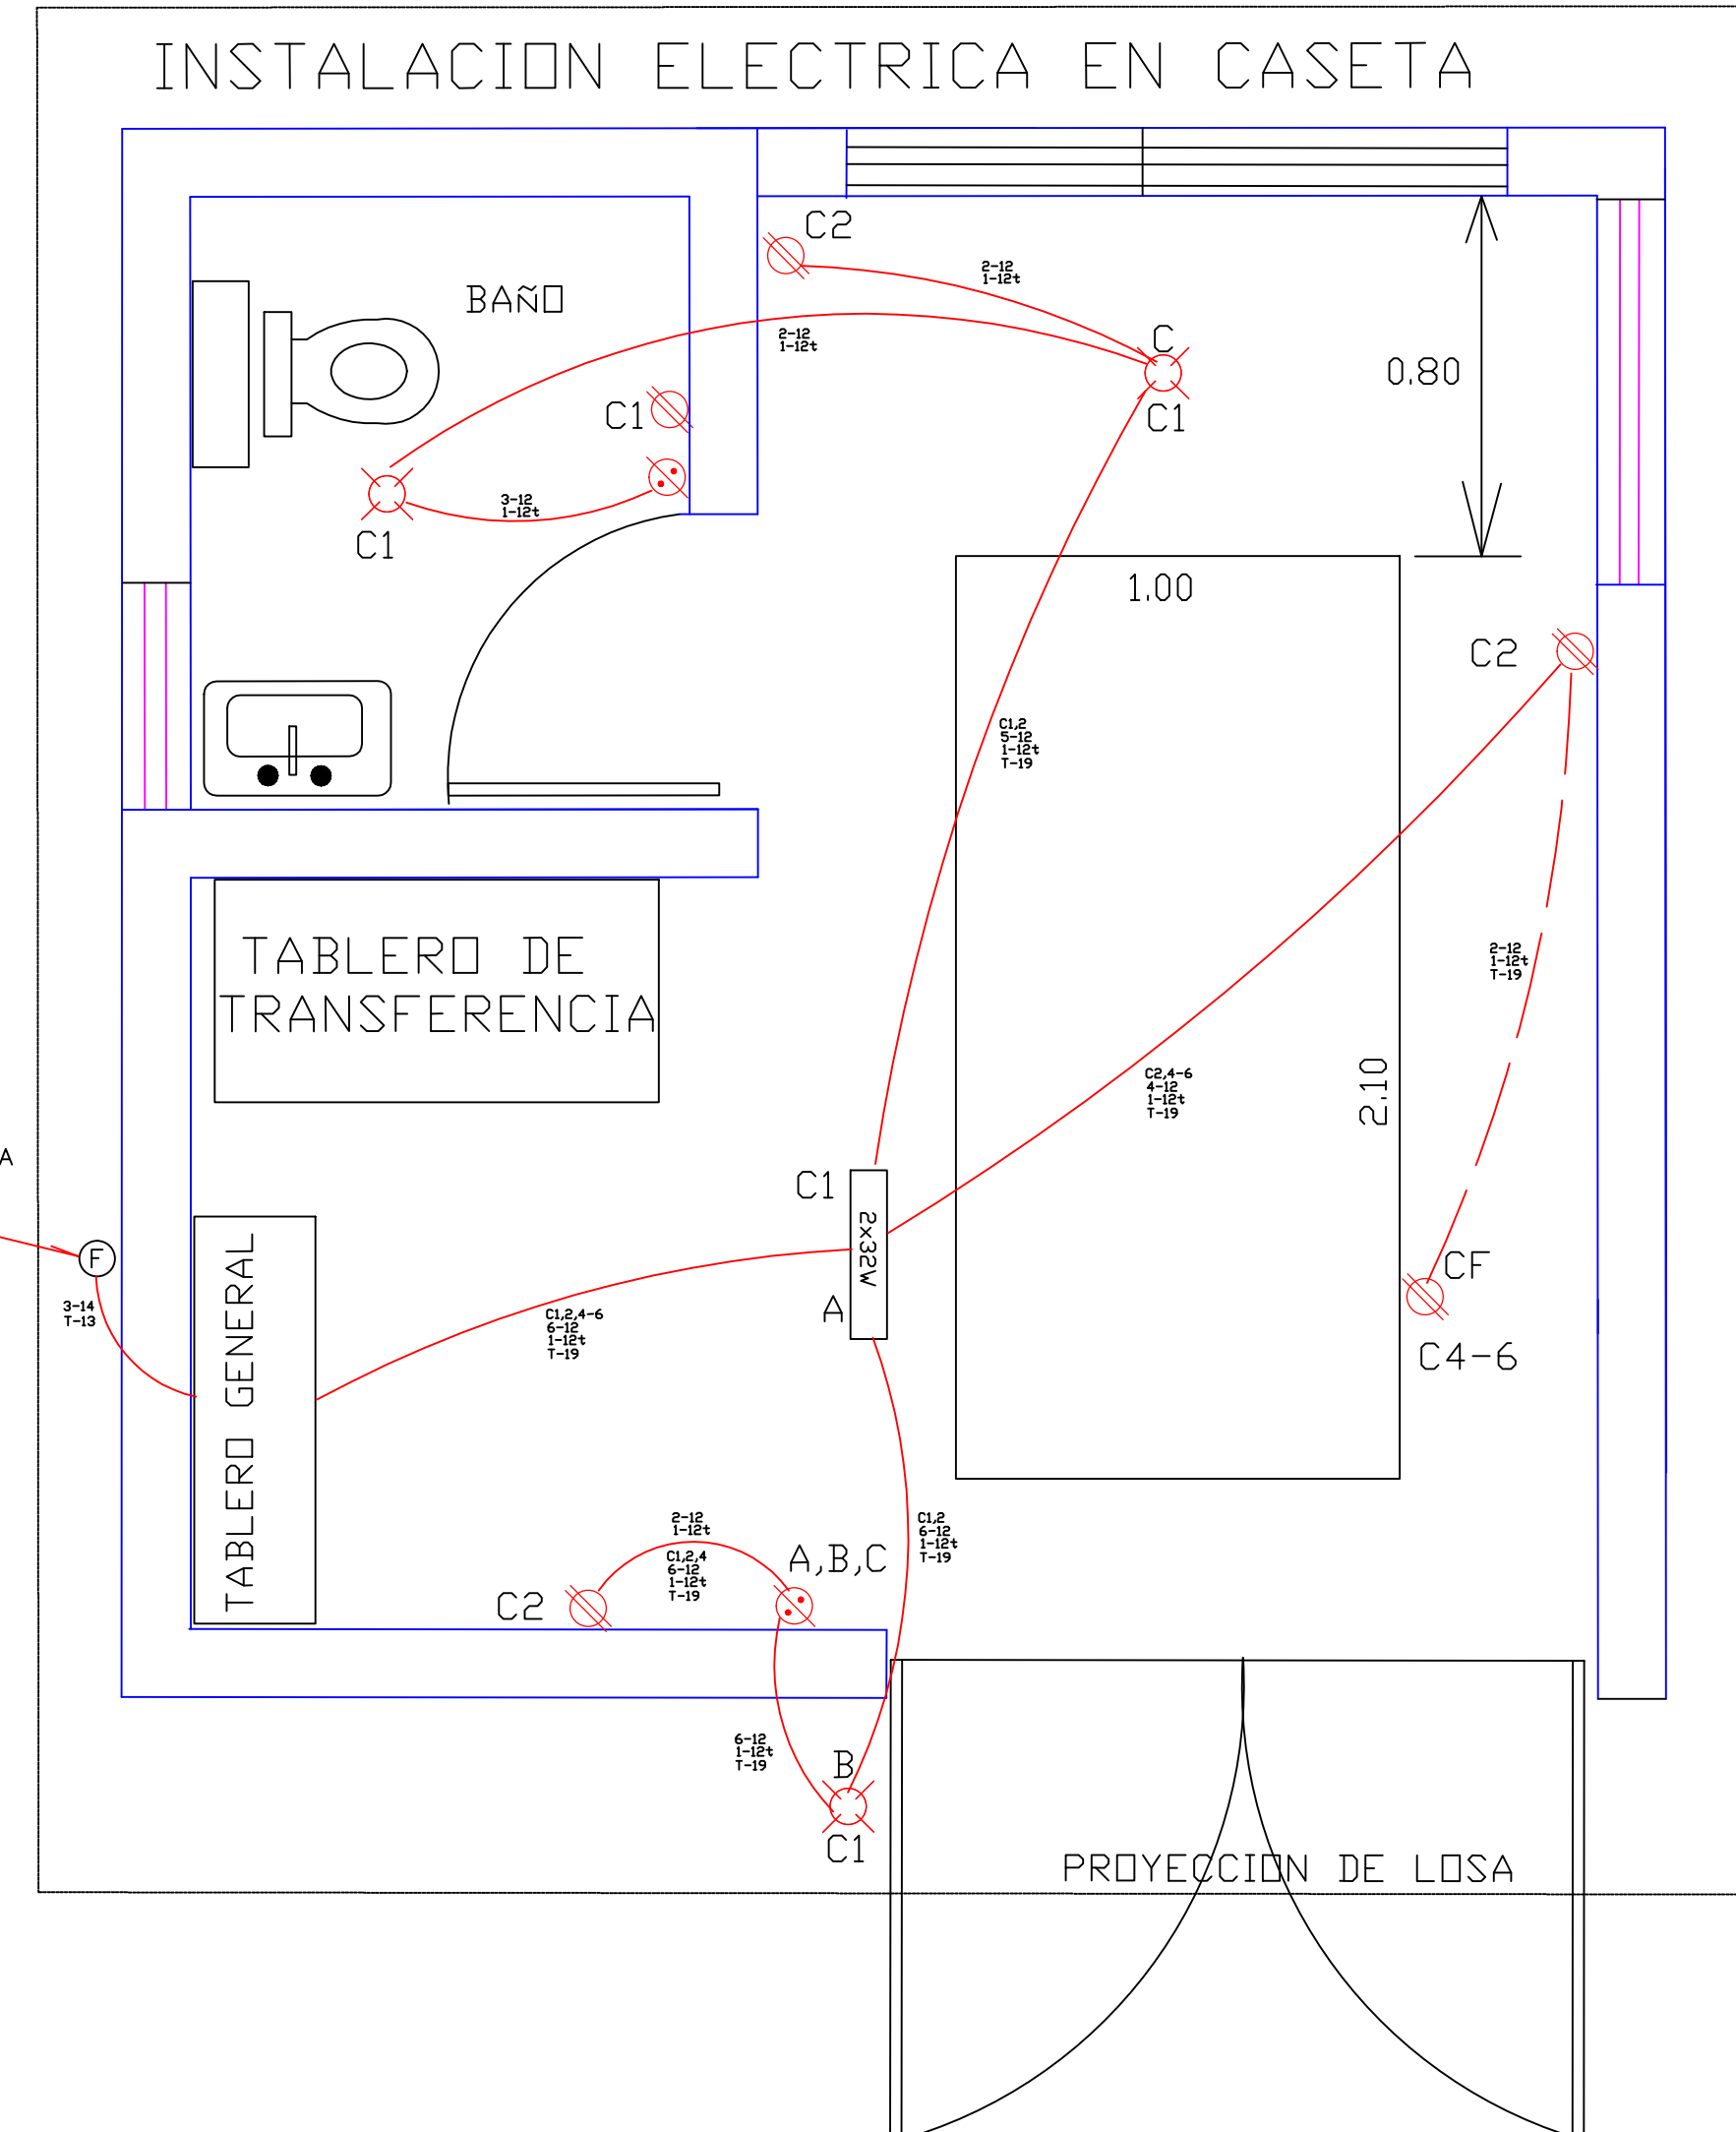 INSTALACION ELECTRICA EN CASETA
C2
2-12
1-12t
BAÑO
2-12
1-12t
C
C1
0.80
C1
3-12
1-12t
C1
1.00
C2
C1,2
5-12
1-12t
T-19
TABLERO DE
TRANSFERENCIA
2-12
1-12t
T-19
C2,4-6
4-12
1-12t
T-19
2.10
A
C1
2x32W
A
F
3-14
T-13
TABLERO GENERAL
C1,2,4-6
6-12
1-12t
T-19
CF
C4-6
2-12
1-12t
C1,2,4
6-12
1-12t
T-19
A,B,C
C2
C1,2
6-12
1-12t
T-19
6-12
1-12t
T-19
B
C1
PROYECCION DE LOSA